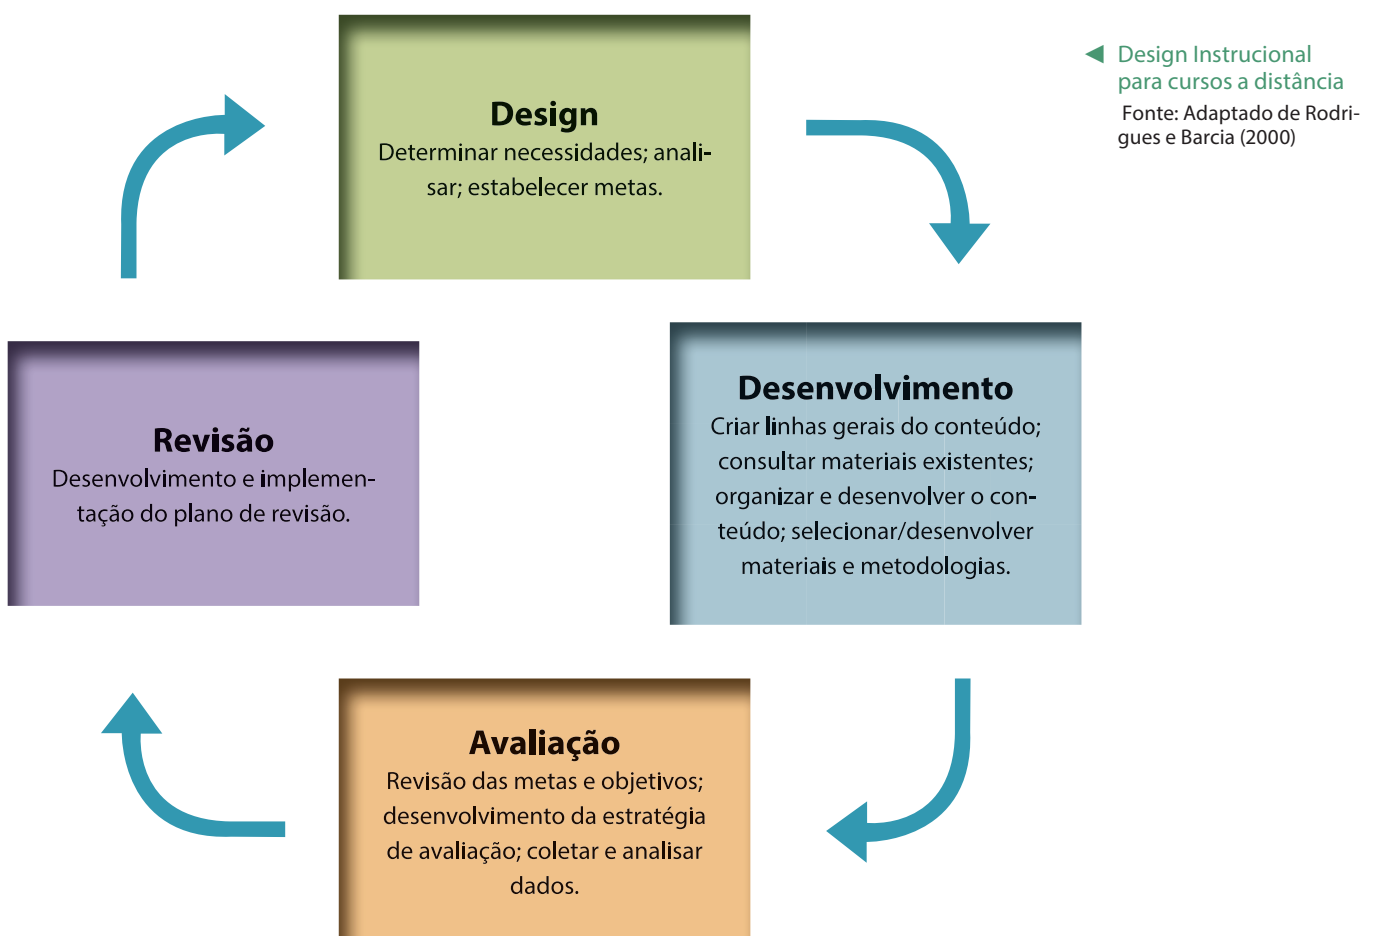 Design
Determinar necessidades; anali-
sar; estabelecer metas.
◀ Design Instrucional
para cursos a distância
Fonte: Adaptado de Rodri-
gues e Barcia (2000)
Desenvolvimento
Criar linhas gerais do conteúdo;
consultar materiais existentes;
organizar e desenvolver o con-
teúdo; selecionar/desenvolver
materiais e metodologias.
Revisão
Desenvolvimento e implemen-
tação do plano de revisão.
Avaliação
Revisão das metas e objetivos;
desenvolvimento da estratégia
de avaliação; coletar e analisar
dados.